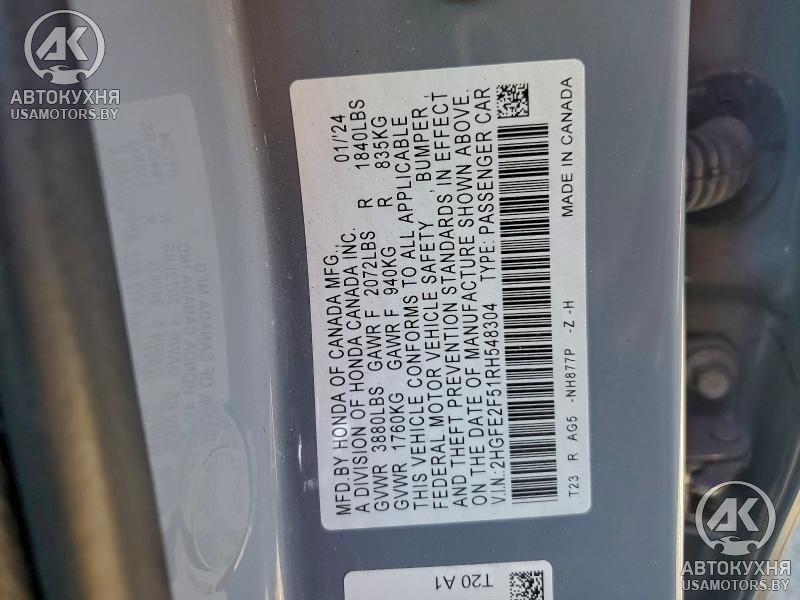 AK
АВТОКУХНЯ
USAMOTORS.BY
MFD.BY HONDA OF CANADA MFG., 01/'24
A DIVISION OF HONDA CANADA INC.
GVWR 3880LBS GAWR F 2072LBS R 1840LBS
GVWR 1760KG GAWR F 940KG R 835KG
THIS VEHICLE CONFORMS TO ALL APPLICABLE
FEDERAL MOTOR VEHICLE SAFETY , BUMPER ,
AND THEFT PREVENTION STANDARDS IN EFFECT
ON THE DATE OF MANUFACTURE SHOWN ABOVE.
V.I.N.:2HGFE2F51RH548304 TYPE: PASSENGER CAR
T23 R AG5 -NH877P -Z -H MADE IN CANADA
T20 A1
AK
АВТОКУХНЯ
USAMOTORS.BY